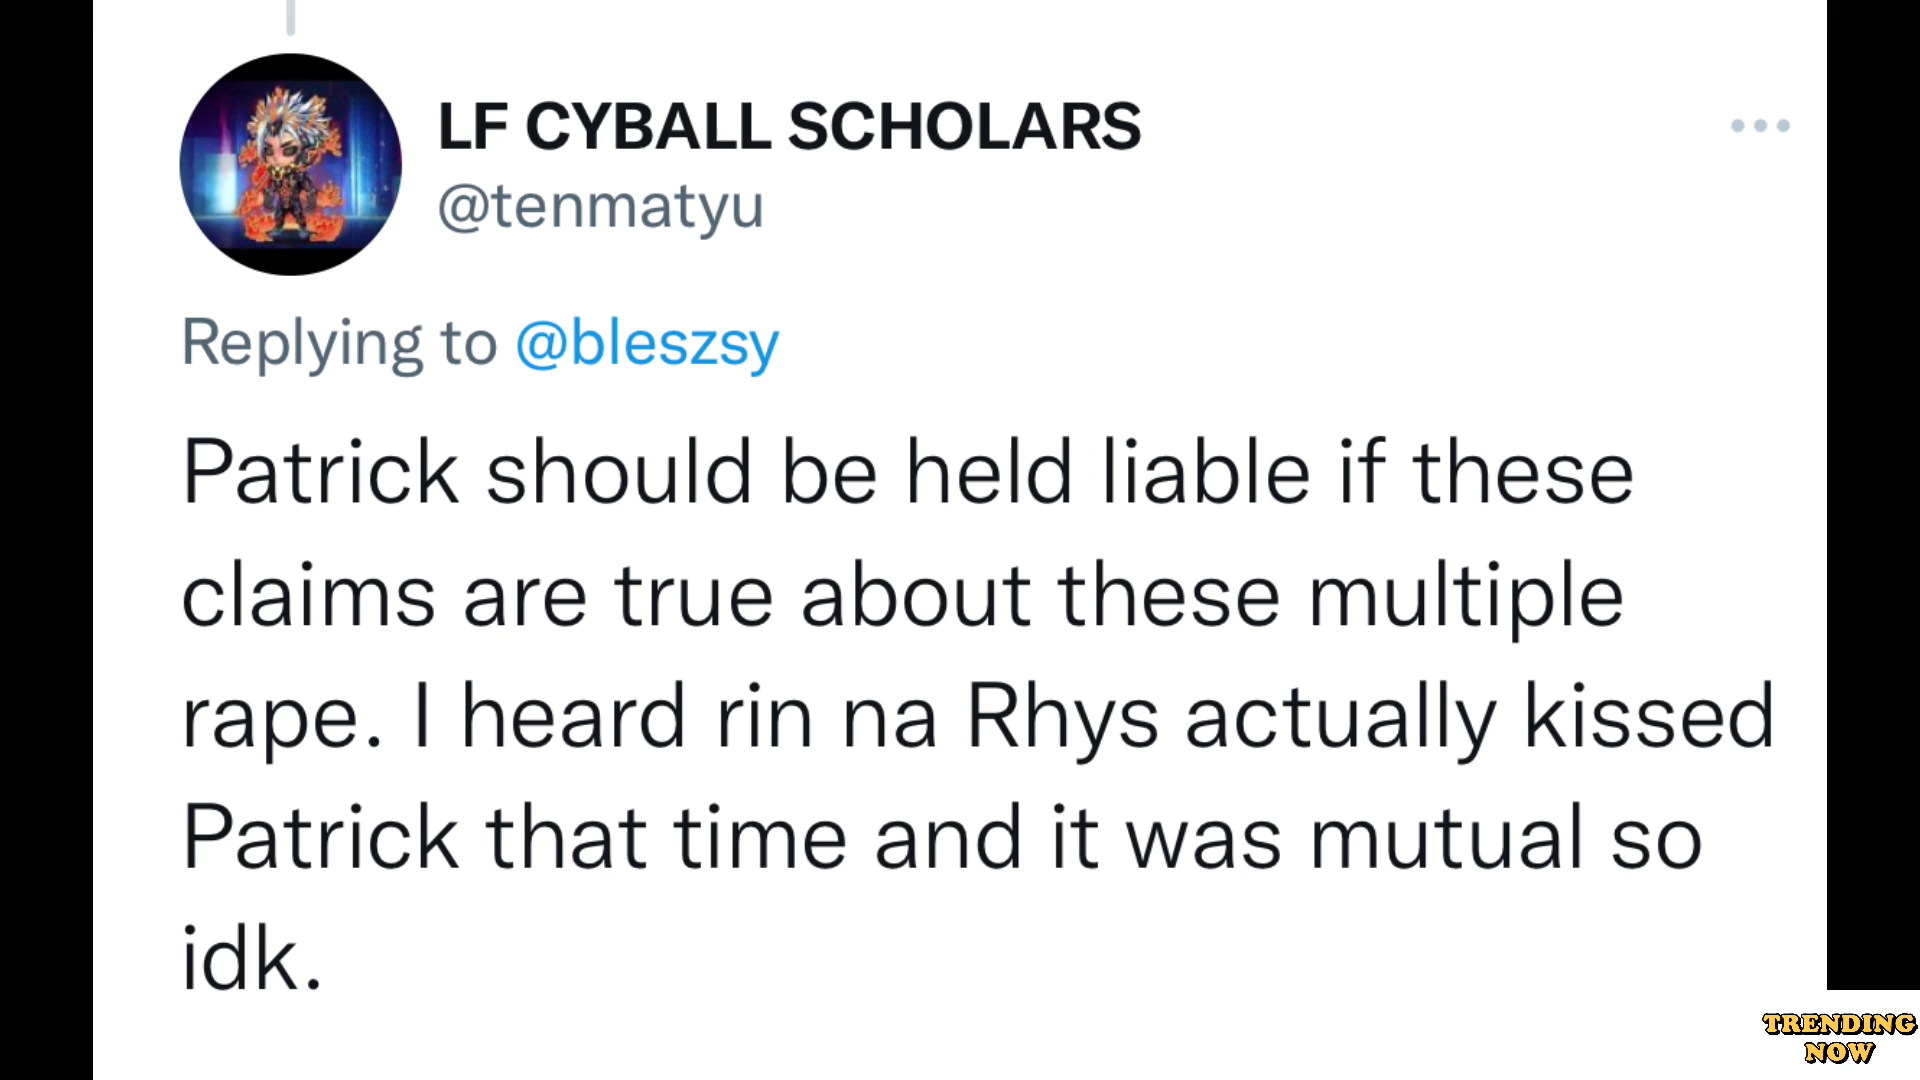 LF CYBALL SCHOLARS
@tenmatyu
Replying to @bleszsy
Patrick should be held liable if these
claims are true about these multiple
rape. I heard rin na Rhys actually kissed
Patrick that time and it was mutual so
idk.
TRENDING
NOW